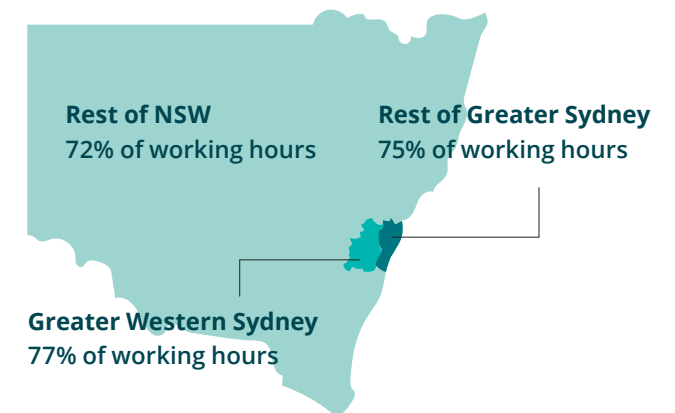 Rest of NSW
72% of working hours
Rest of Greater Sydney
75% of working hours
Greater Western Sydney
77% of working hours